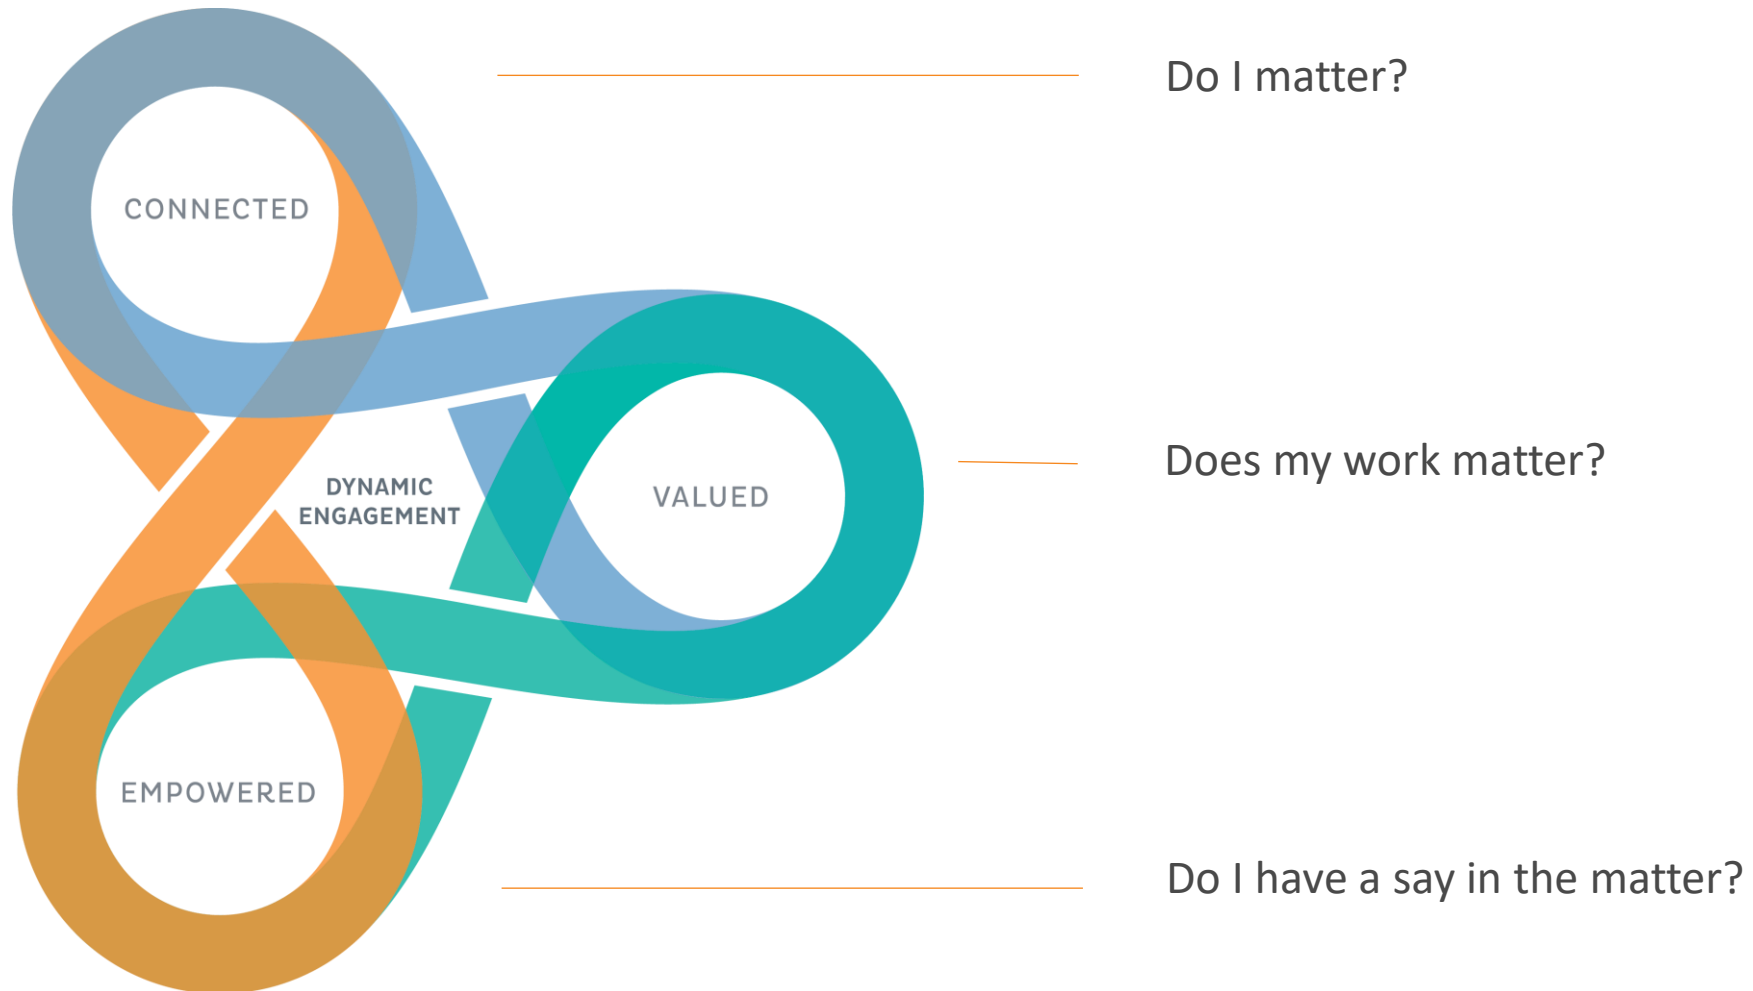 Do I matter?
CONNECTED
Does my work matter?
DYNAMIC
ENGAGEMENT
VALUED
EMPOWERED
Do I have a say in the matter?